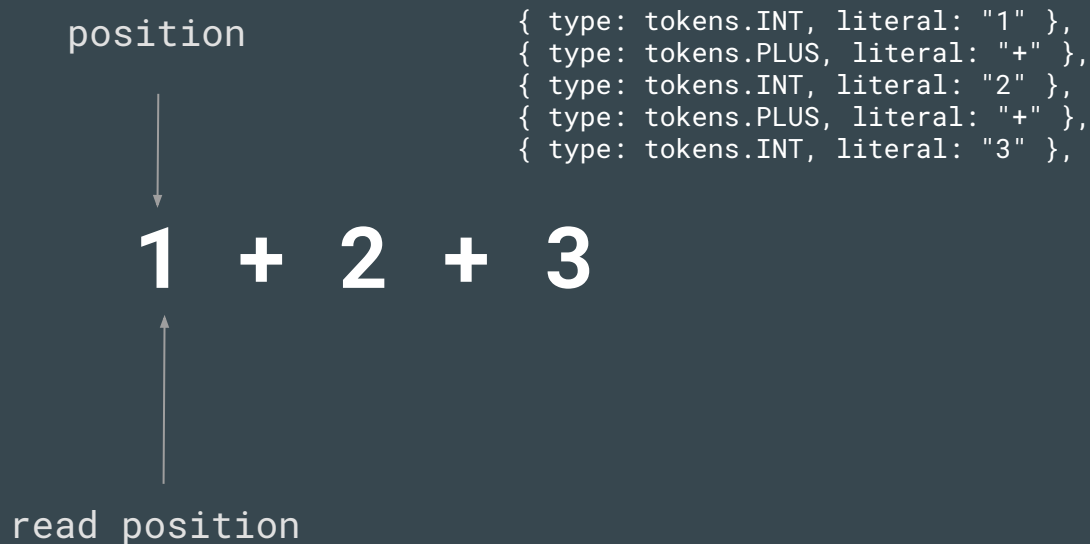 position
{ type: tokens.INT, literal: "1" },
{ type: tokens.PLUS, literal: "+" },
{ type: tokens.INT, literal: "2" },
{ type: tokens.PLUS, literal: "+" },
{ type: tokens.INT, literal: "3" },
1 + 2 + 3
read position